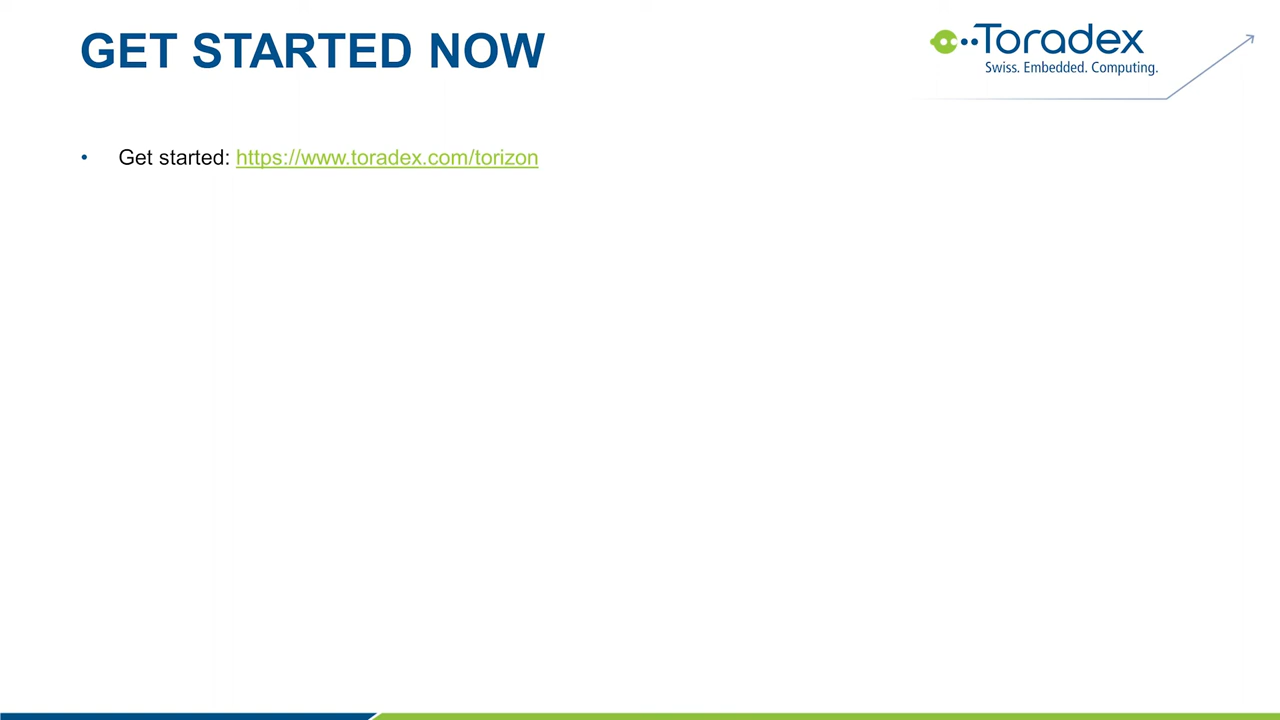 GET STARTED NOW
Toradex
Swiss. Embedded. Computing.
• Get started: https://www.toradex.com/torizon